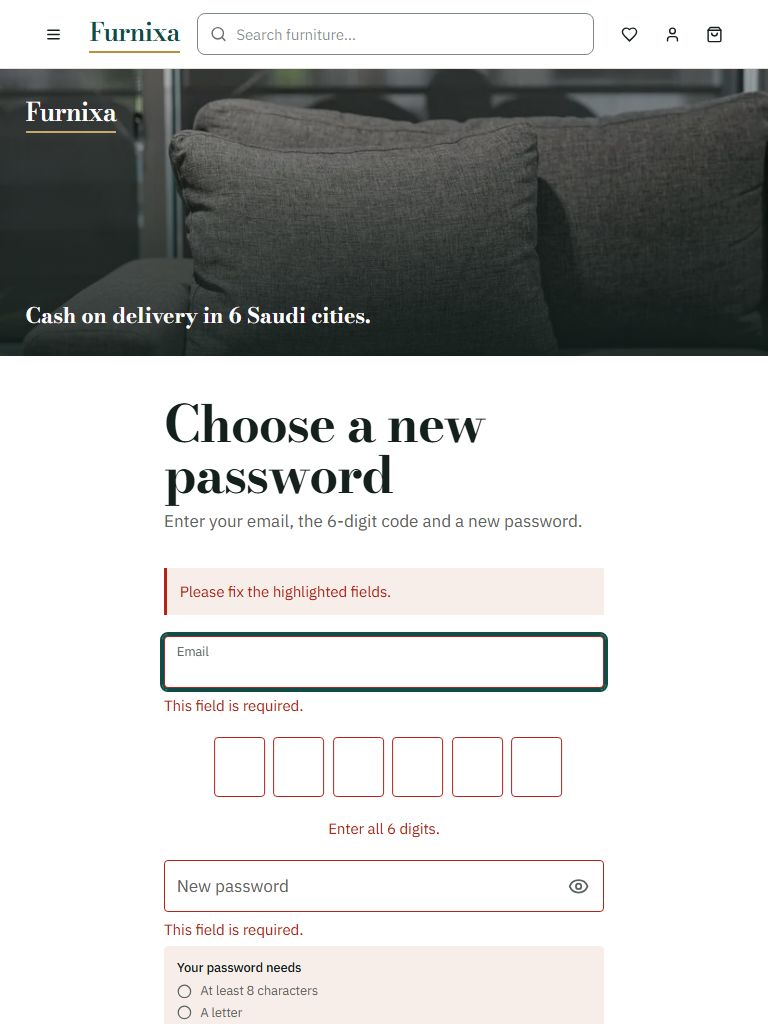 Furnixa
Search furniture...
Furnixa
Cash on delivery in 6 Saudi cities.
Choose a new
password
Enter your email, the 6-digit code and a new password.
Please fix the highlighted fields.
Email
This field is required.
Enter all 6 digits.
New password
This field is required.
Your password needs
At least 8 characters
A letter